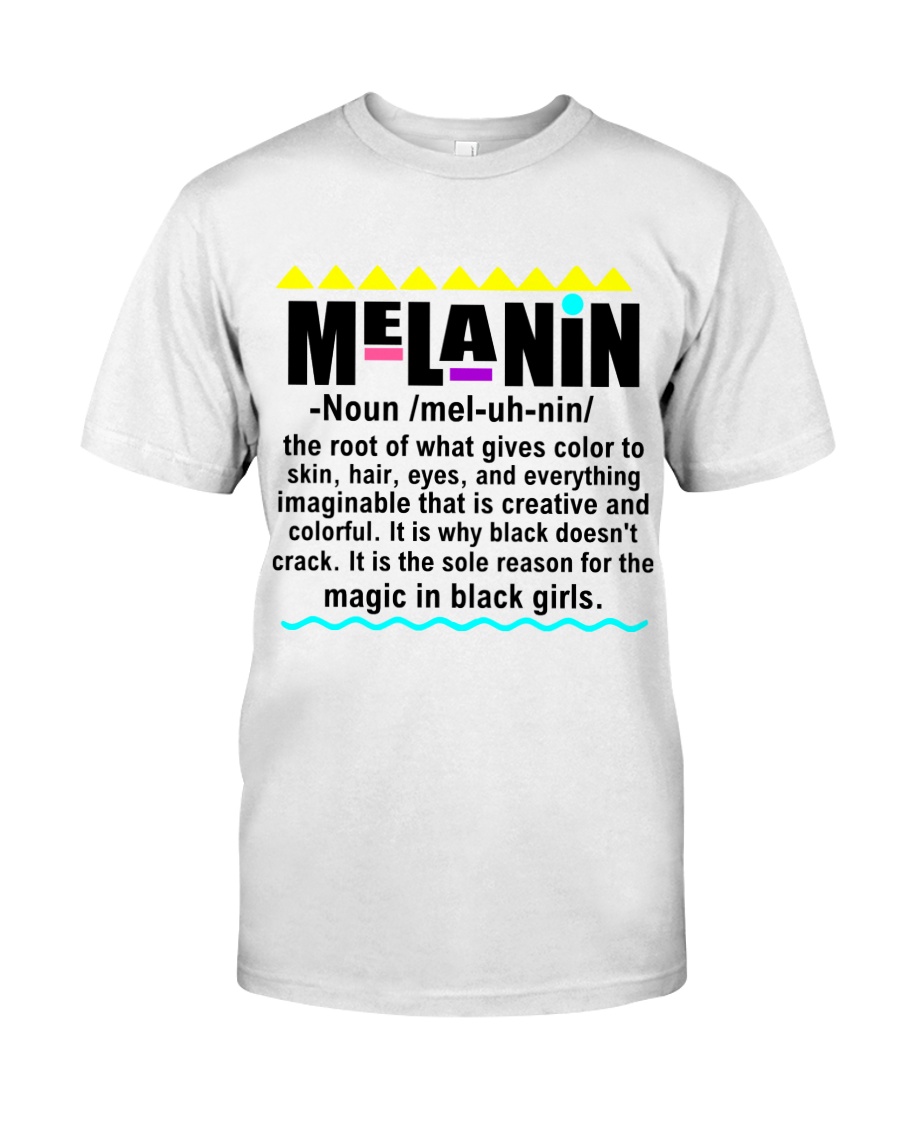 MELANiN
-Noun /mel-uh-nin/
the root of what gives color to
skin, hair, eyes, and everything
imaginable that is creative and
colorful. It is why black doesn't
crack. It is the sole reason for the
magic in black girls.